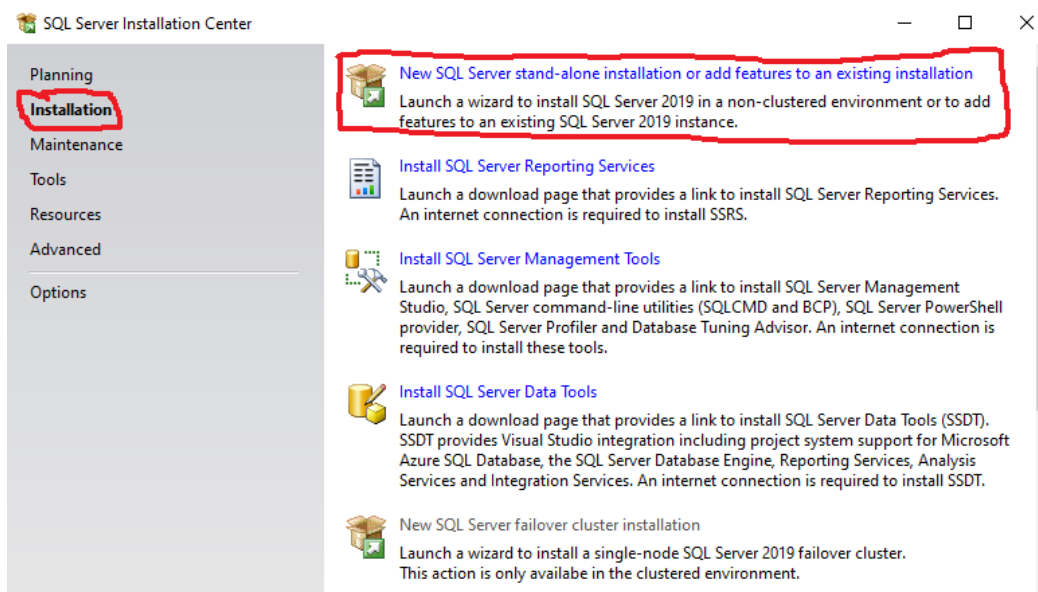 SQL Server Installation Center
Planning
Installation
Maintenance
Tools
Resources
Advanced
Options
New SQL Server stand-alone installation or add features to an existing installation
Launch a wizard to install SQL Server 2019 in a non-clustered environment or to add
features to an existing SQL Server 2019 instance.
Install SQL Server Reporting Services
Launch a download page that provides a link to install SQL Server Reporting Services.
An internet connection is required to install SSRS.
Install SQL Server Management Tools
Launch a download page that provides a link to install SQL Server Management
Studio, SQL Server command-line utilities (SQLCMD and BCP), SQL Server PowerShell
provider, SQL Server Profiler and Database Tuning Advisor. An internet connection is
required to install these tools.
Install SQL Server Data Tools
Launch a download page that provides a link to install SQL Server Data Tools (SSDT).
SSDT provides Visual Studio integration including project system support for Microsoft
Azure SQL Database, the SQL Server Database Engine, Reporting Services, Analysis
Services and Integration Services. An internet connection is required to install SSDT.
New SQL Server failover cluster installation
Launch a wizard to install a single-node SQL Server 2019 failover cluster.
This action is only availabe in the clustered environment.